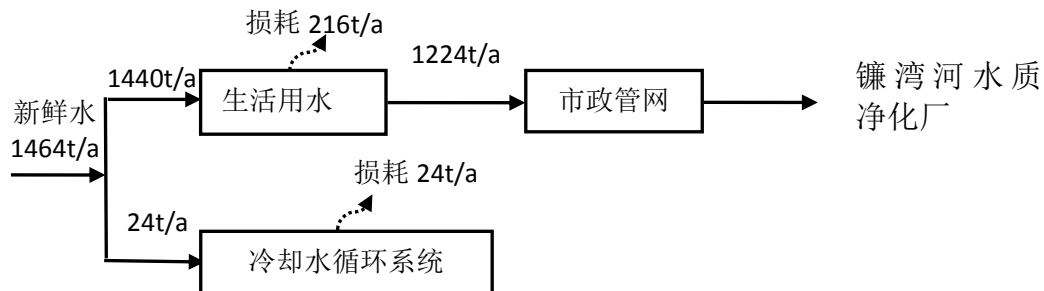 损耗 216t/a
1224t/a
1440t/a
生活用水
市政管网
镰湾河水质
净化厂
新鲜水
1464t/a
损耗 24t/a
24t/a
冷却水循环系统